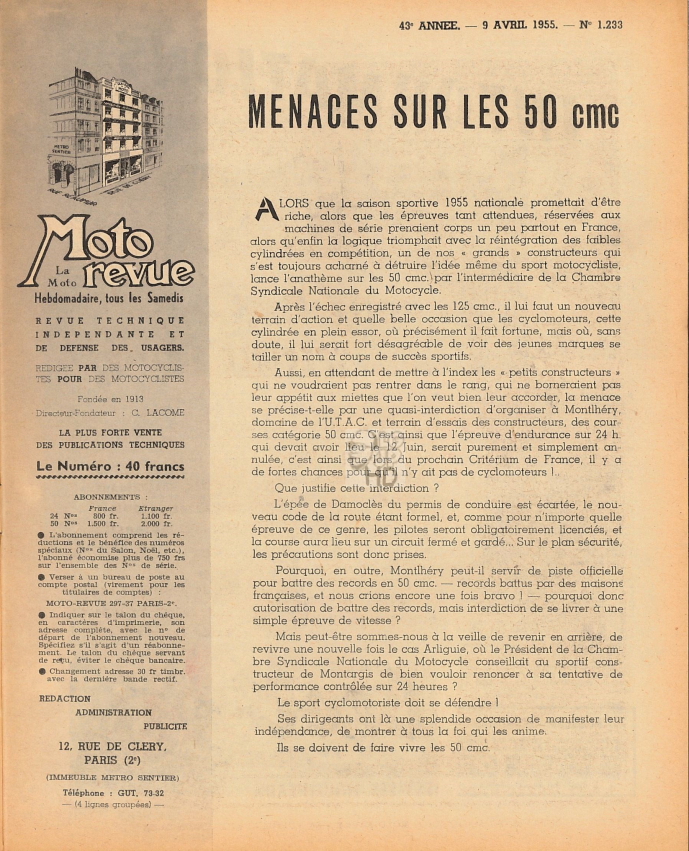 43e ANNEE. — 9 AVRIL 1955. — No 1.233
METRO
SENTIER
RUE REAUMUR
RUE DE CLERY
Moto
La
Moto
revue
Hebdomadaire, tous les Samedis
REVUE TECHNIQUE
INDEPENDANTE ET
DE DEFENSE DES USAGERS.
REDIGEE PAR DES MOTOCYCLIS-
TES POUR DES MOTOCYCLISTES
Fondée en 1913
Directeur-Fondateur : C. LACOME
LA PLUS FORTE VENTE
DES PUBLICATIONS TECHNIQUES
Le Numéro : 40 francs
ABONNEMENTS :
France Etranger
24 Nos 800 fr. 1.100 fr.
50 Nos 1.500 fr. 2.000 fr.
● L'abonnement comprend les ré-
ductions et le bénéfice des numéros
spéciaux (Nos du Salon, Noël, etc.),
l'abonné économise plus de 750 frs
sur l'ensemble des Nos de série.
● Verser à un bureau de poste au
compte postal (virement pour les
titulaires de comptes) :
MOTO-REVUE 297-37 PARIS-2e.
● Indiquer sur le talon du chèque,
en caractères d'imprimerie, son
adresse complète, avec le no de
départ de l'abonnement nouveau.
Spécifiez s'il s'agit d'un réabonne-
ment. Le talon du chèque servant
de reçu, éviter le chèque bancaire.
● Changement adresse 30 fr timbr.
avec la dernière bande rectif.
REDACTION
ADMINISTRATION
PUBLICITE
12, RUE DE CLERY,
PARIS (2e)
(IMMEUBLE METRO SENTIER)
Téléphone : GUT. 73-32
— (4 lignes groupées) —
MENACES SUR LES 50 cmc
ALORS que la saison sportive 1955 nationale promettait d'être
riche, alors que les épreuves tant attendues, réservées aux
machines de série prenaient corps un peu partout en France,
alors qu'enfin la logique triomphait avec la réintégration des faibles
cylindrées en compétition, un de nos « grands » constructeurs qui
s'est toujours acharné à détruire l'idée même du sport motocycliste,
lance l'anathème sur les 50 cmc. par l'intermédiaire de la Chambre
Syndicale Nationale du Motocycle.
Après l'échec enregistré avec les 125 cmc., il lui faut un nouveau
terrain d'action et quelle belle occasion que les cyclomoteurs, cette
cylindrée en plein essor, où précisément il fait fortune, mais où, sans
doute, il lui serait fort désagréable de voir des jeunes marques se
tailler un nom à coups de succès sportifs.
Aussi, en attendant de mettre à l'index les « petits constructeurs »
qui ne voudraient pas rentrer dans le rang, qui ne borneraient pas
leur appétit aux miettes que l'on veut bien leur accorder, la menace
se précise-t-elle par une quasi-interdiction d'organiser à Montlhéry,
domaine de l'U.T.A.C. et terrain d'essais des constructeurs, des cour-
ses catégorie 50 cmc. C'est ainsi que l'épreuve d'endurance sur 24 h.
qui devait avoir lieu le 12 Juin, serait purement et simplement an-
nulée, c'est ainsi que lors du prochain Critérium de France, il y a
de fortes chances pour qu'il n'y ait pas de cyclomoteurs !..
Que justifie cette interdiction ?
L'épée de Damoclès du permis de conduire est écartée, le nou-
veau code de la route étant formel, et, comme pour n'importe quelle
épreuve de ce genre, les pilotes seront obligatoirement licenciés, et
la course aura lieu sur un circuit fermé et gardé... Sur le plan sécurité,
les précautions sont donc prises.
Pourquoi, en outre, Montlhéry peut-il servir de piste officielle
pour battre des records en 50 cmc. — records battus par des maisons
françaises, et nous crions encore une fois bravo ! — pourquoi donc
autorisation de battre des records, mais interdiction de se livrer à une
simple épreuve de vitesse ?
Mais peut-être sommes-nous à la veille de revenir en arrière, de
revivre une nouvelle fois le cas Arliguie, où le Président de la Cham-
bre Syndicale Nationale du Motocycle conseillait au sportif cons-
tructeur de Montargis de bien vouloir renoncer à sa tentative de
performance contrôlée sur 24 heures ?
Le sport cyclomotoriste doit se défendre !
Ses dirigeants ont là une splendide occasion de manifester leur
indépendance, de montrer à tous la foi qui les anime.
Ils se doivent de faire vivre les 50 cmc.
HD